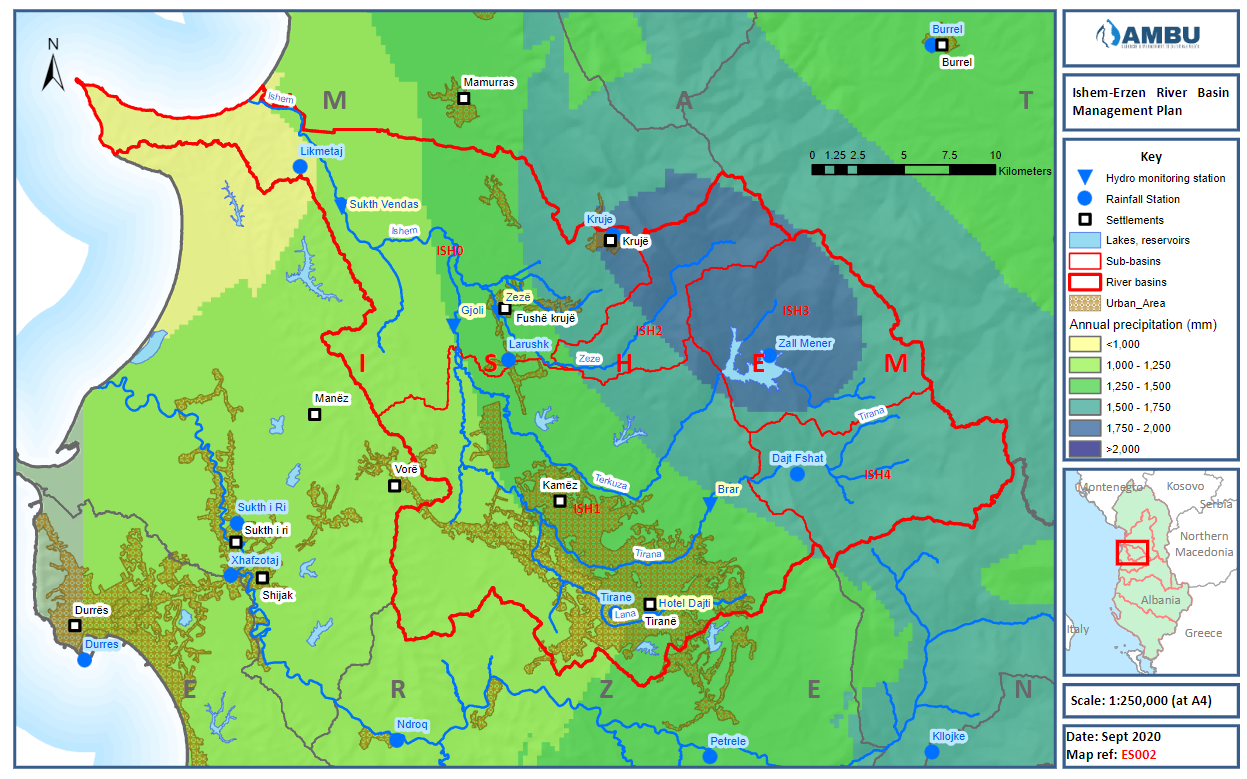 N
M
A
T
Burrel
Burrel
Mamurras
Ishem
Likmetaj
0 1.25 2.5 5 7.5 10
Kilometers
Sukth Vendas
Ishem
ISH0
Kruje
Krujë
Zezë
Fushë krujë
Gjoli
ISH2
ISH3
Larushk
Zeze
Zall Mener
I S H E M
Manëz
Tirana
Vorë
Terkuza
Dajt Fshat
ISH4
Kamëz
ISH1
Brar
Sukth i Ri
Sukth i ri
Xhafzotaj
Shijak
Tirana
Tirane
Hotel Dajti
Lana
Tiranë
Durrës
Durres
E R Z E N
Ndroq
Petrele
Kllojke
AMBU
Ishem-Erzen River Basin
Management Plan
Key
Hydro monitoring station
Rainfall Station
Settlements
Lakes, reservoirs
Sub-basins
River basins
Urban_Area
Annual precipitation (mm)
<1,000
1,000 - 1,250
1,250 - 1,500
1,500 - 1,750
1,750 - 2,000
>2,000
Montenegro
Kosovo
Serbia
Northern
Macedonia
Albania
Italy
Greece
Scale: 1:250,000 (at A4)
Date: Sept 2020
Map ref: ES002